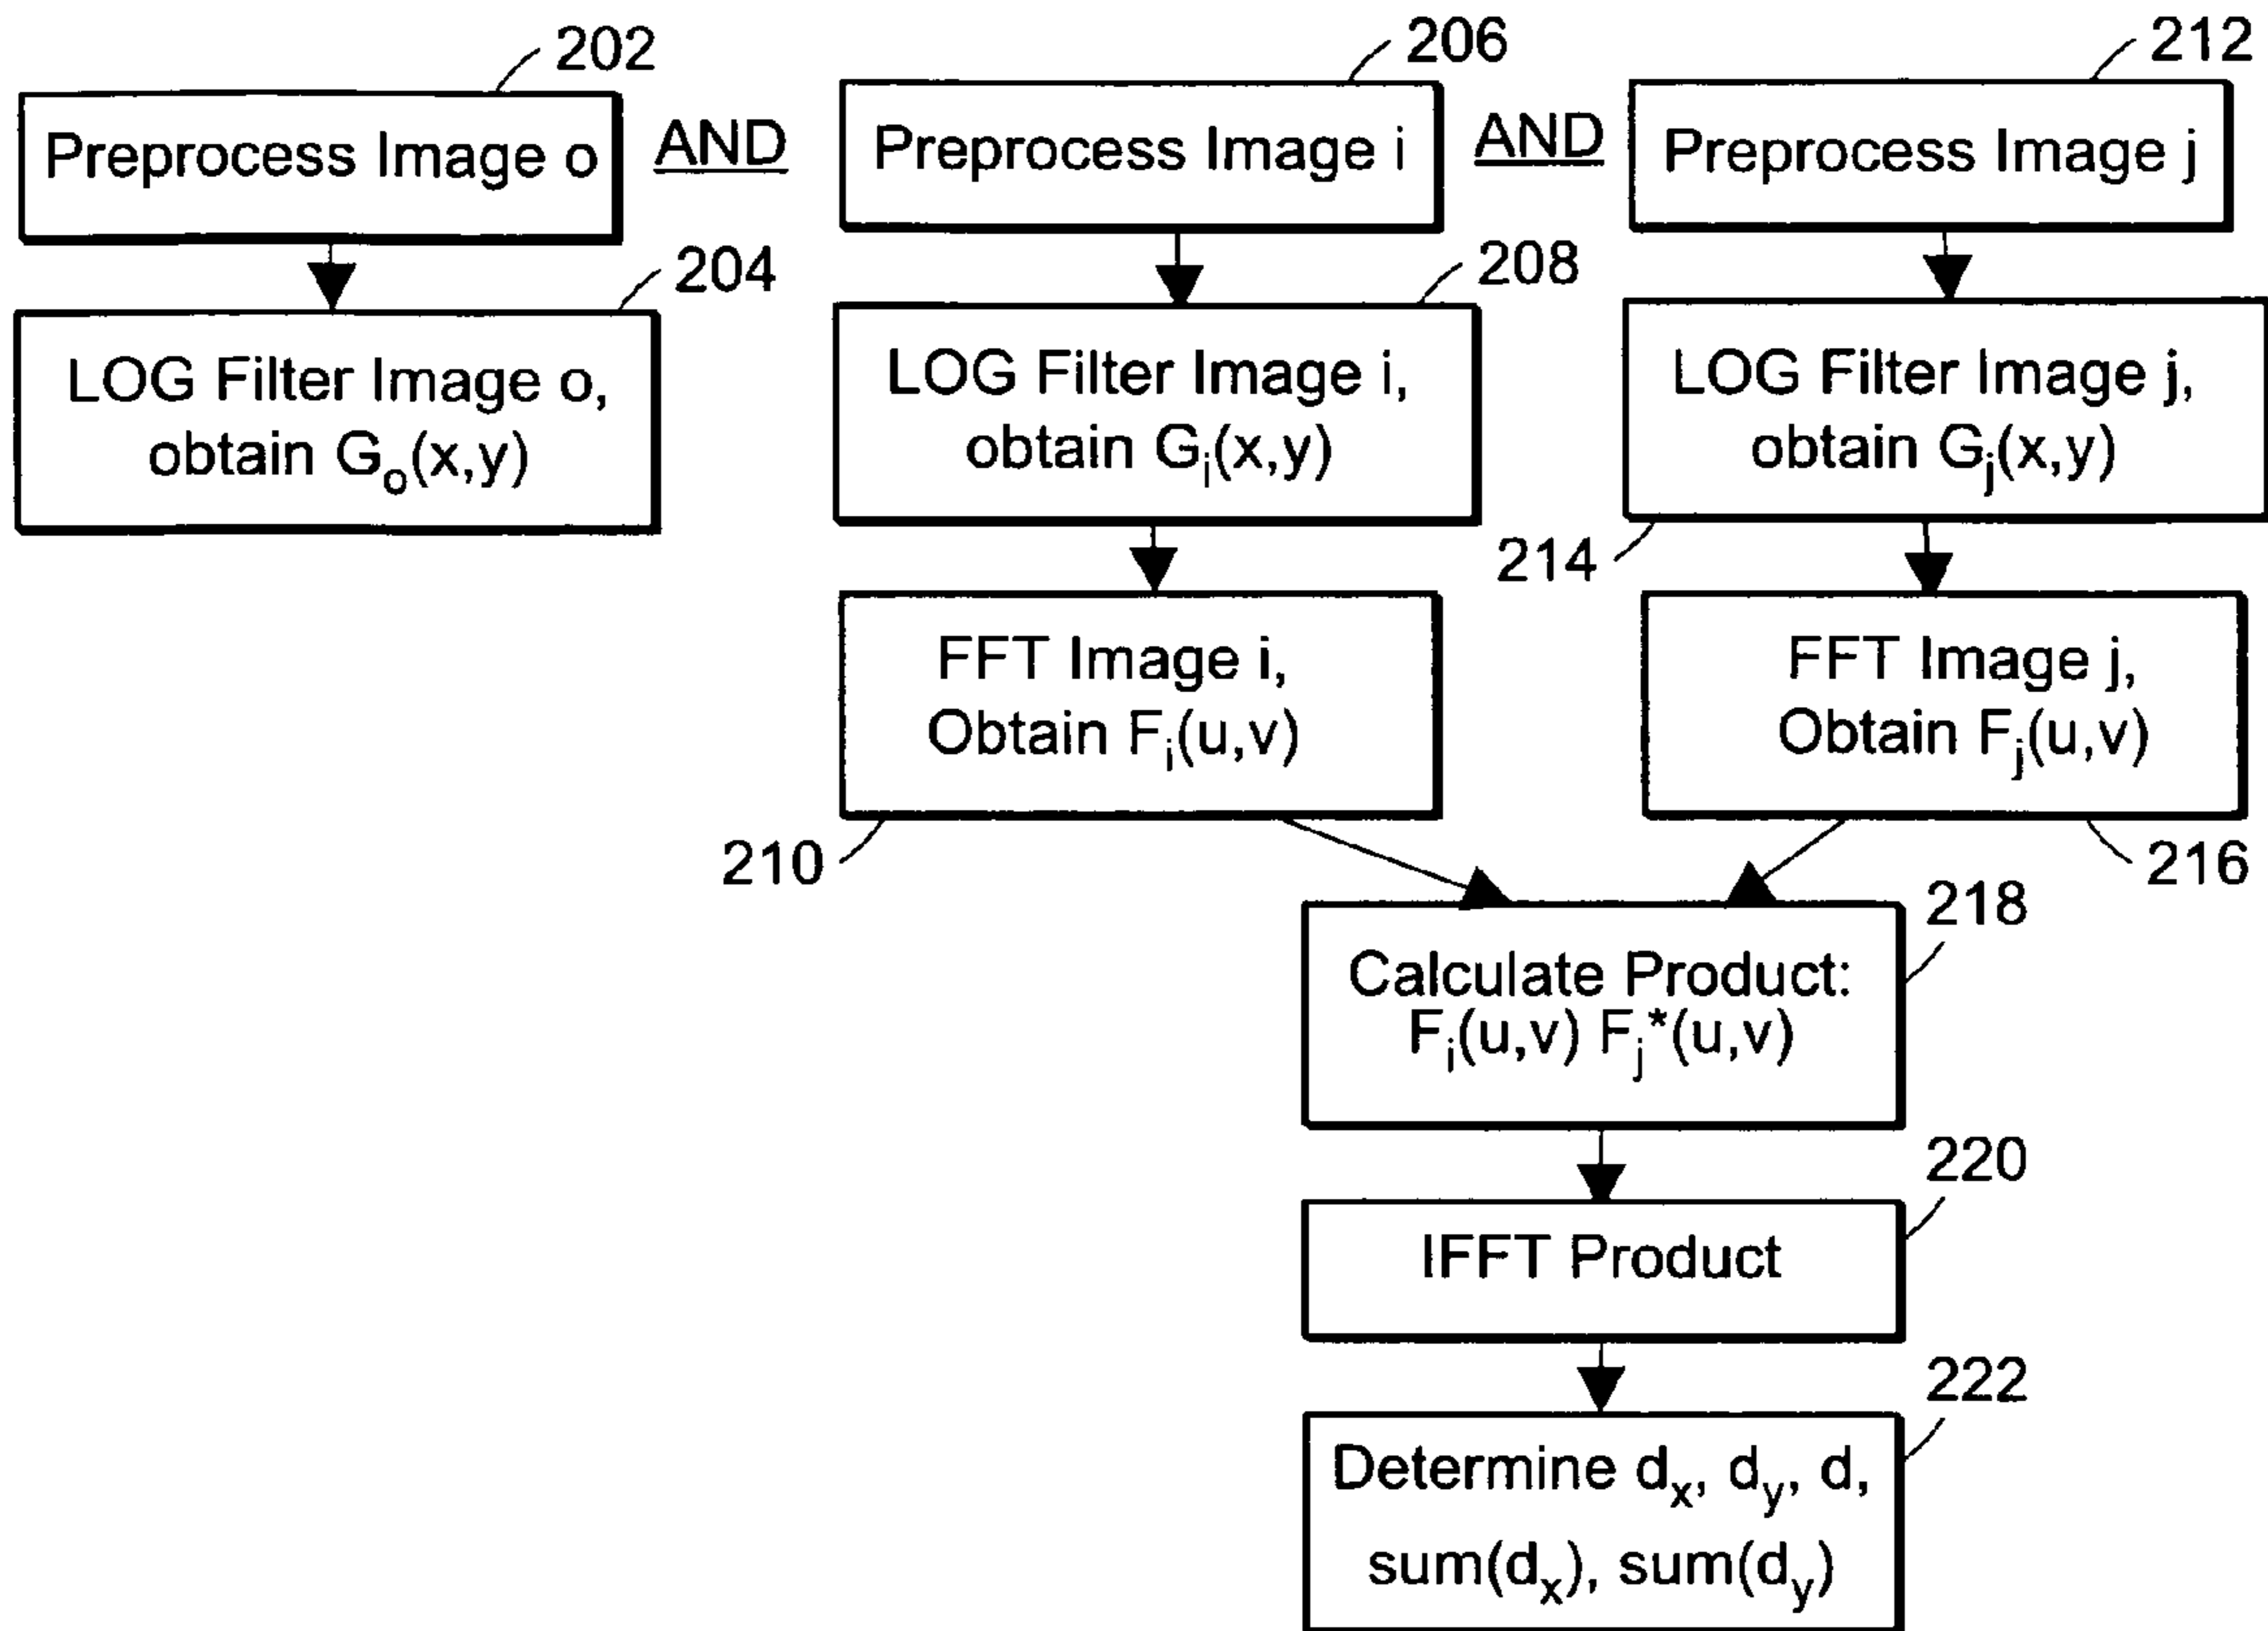 202
206
212
Preprocess Image o
AND
Preprocess Image i
AND
Preprocess Image j
204
208
LOG Filter Image o,
obtain Go(x,y)
LOG Filter Image i,
obtain Gi(x,y)
LOG Filter Image j,
obtain Gj(x,y)
214
FFT Image i,
Obtain Fi(u,v)
FFT Image j,
Obtain Fj(u,v)
210
216
218
Calculate Product:
Fi(u,v) Fj*(u,v)
220
IFFT Product
222
Determine dx, dy, d,
sum(dx), sum(dy)